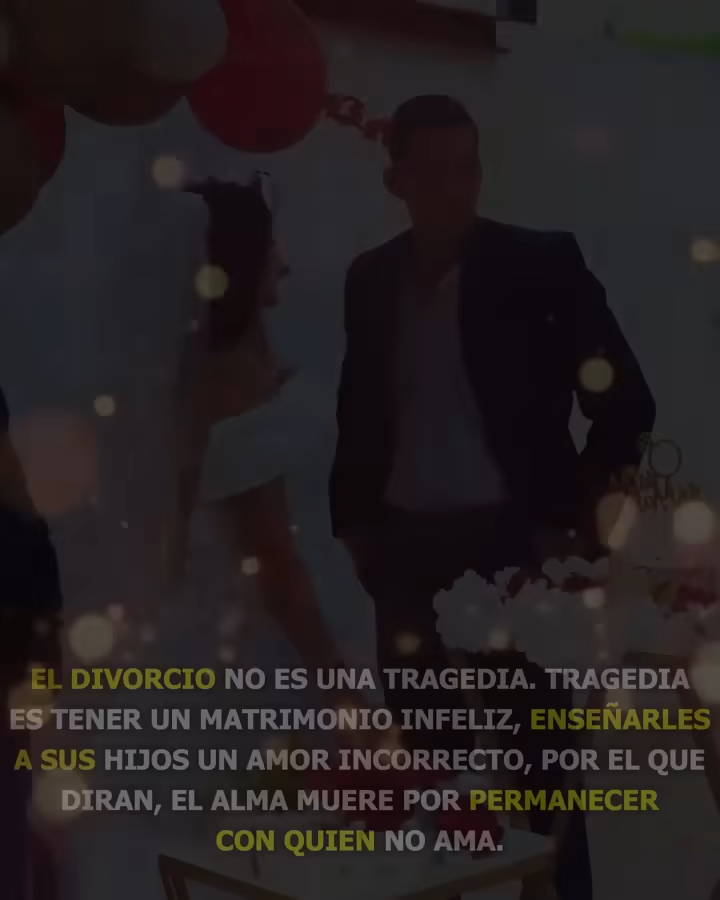 EL DIVORCIO NO ES UNA TRAGEDIA. TRAGEDIA
ES TENER UN MATRIMONIO INFELIZ, ENSEÑARLES
A SUS HIJOS UN AMOR INCORRECTO, POR EL QUE
DIRAN, EL ALMA MUERE POR PERMANECER
CON QUIEN NO AMA.